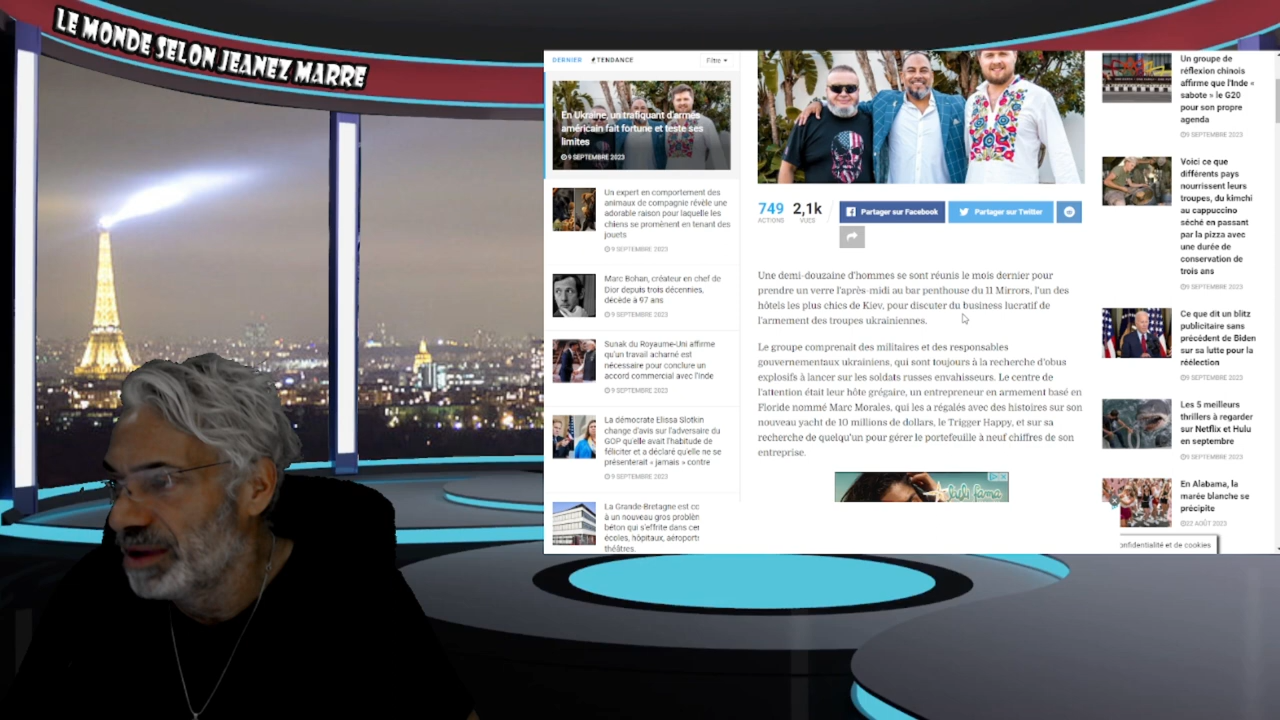 LE MONDE SELON JEANEZ MARRE
DERNIER
TENDANCE
Filtre
En Ukraine, un trafiquant d'armes
américain fait fortune et teste ses
limites
9 SEPTEMBRE 2023
Un expert en comportement des
animaux de compagnie révèle une
adorable raison pour laquelle les
chiens se promènent en tenant des
jouets
9 SEPTEMBRE 2023
Marc Bohan, créateur en chef de
Dior depuis trois décennies,
décède à 97 ans
9 SEPTEMBRE 2023
Sunak du Royaume-Uni affirme
qu'un travail acharné est
nécessaire pour conclure un
accord commercial avec l'Inde
9 SEPTEMBRE 2023
La démocrate Elissa Slotkin
change d'avis sur l'adversaire du
GOP qu'elle avait l'habitude de
féliciter et a déclaré qu'elle ne se
présenterait « jamais » contre
9 SEPTEMBRE 2023
La Grande-Bretagne est cc
à un nouveau gros problèn
béton qui s'effrite dans cer
écoles, hôpitaux, aéroports
théâtres.
749
ACTIONS
2,1k
VUES
Partager sur Facebook
Partager sur Twitter
Une demi-douzaine d'hommes se sont réunis le mois dernier pour
prendre un verre l'après-midi au bar penthouse du 11 Mirrors, l'un des
hôtels les plus chics de Kiev, pour discuter du business lucratif de
l'armement des troupes ukrainiennes.
Le groupe comprenait des militaires et des responsables
gouvernementaux ukrainiens, qui sont toujours à la recherche d'obus
explosifs à lancer sur les soldats russes envahisseurs. Le centre de
l'attention était leur hôte grégaire, un entrepreneur en armement basé en
Floride nommé Marc Morales, qui les a régalés avec des histoires sur son
nouveau yacht de 10 millions de dollars, le Trigger Happy, et sur sa
recherche de quelqu'un pour gérer le portefeuille à neuf chiffres de son
entreprise.
luli fama
Un groupe de
réflexion chinois
affirme que l'Inde «
sabote » le G20
pour son propre
agenda
9 SEPTEMBRE 2023
Voici ce que
différents pays
nourrissent leurs
troupes, du kimchi
au cappuccino
séché en passant
par la pizza avec
une durée de
conservation de
trois ans
9 SEPTEMBRE 2023
Ce que dit un blitz
publicitaire sans
précédent de Biden
sur sa lutte pour la
réélection
9 SEPTEMBRE 2023
Les 5 meilleurs
thrillers à regarder
sur Netflix et Hulu
en septembre
9 SEPTEMBRE 2023
En Alabama, la
marée blanche se
précipite
22 AOÛT 2023
onfidentialité et de cookies